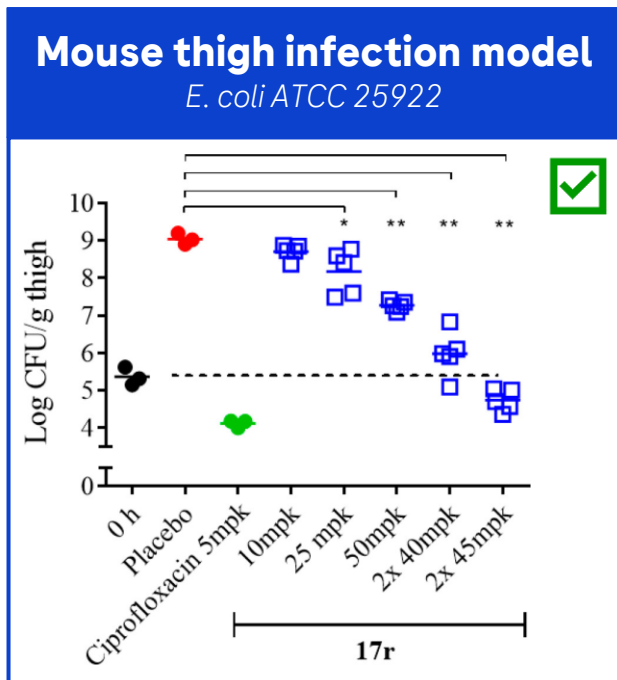 Mouse thigh infection model
E. coli ATCC 25922
* ** ** **
Log CFU/g thigh
10
9
8
7
6
5
4
0
0 h
Placebo
Ciprofloxacin 5mpk
10mpk
25 mpk
50mpk
2x 40mpk
2x 45mpk
17r